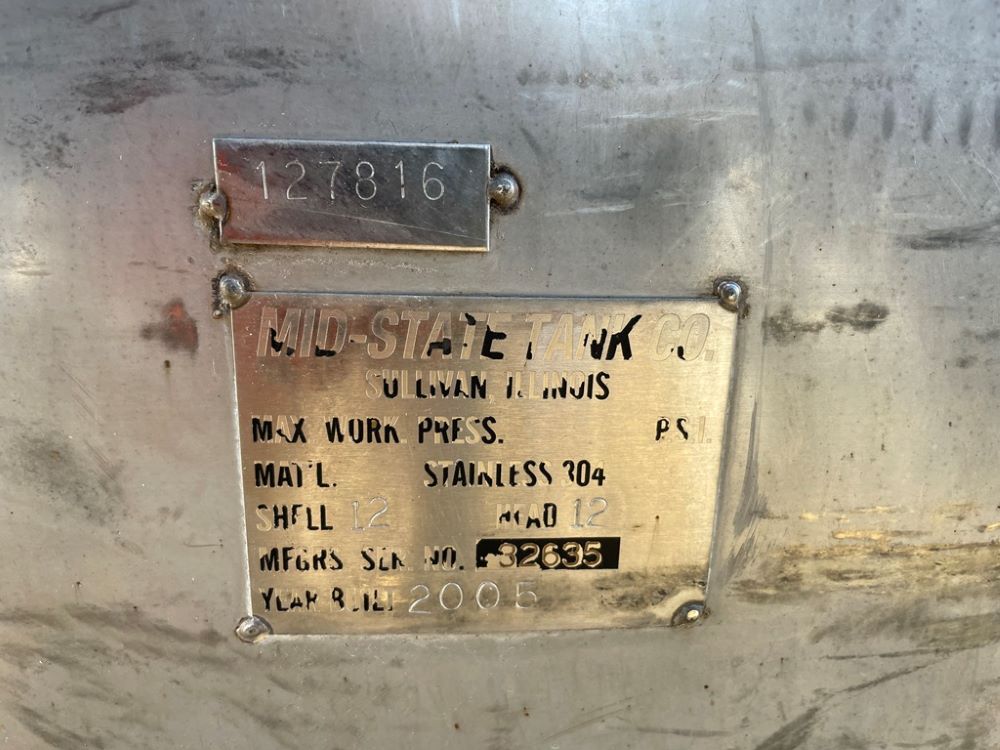 127816
MID-STATE TANK CO.
SULLIVAN, ILLINOIS
MAX WORK PRESS. P.S.I.
MAT'L. STAINLESS 304
SHELL 12 HEAD 12
MFGRS SER. NO. 32635
YEAR BUILT 2005